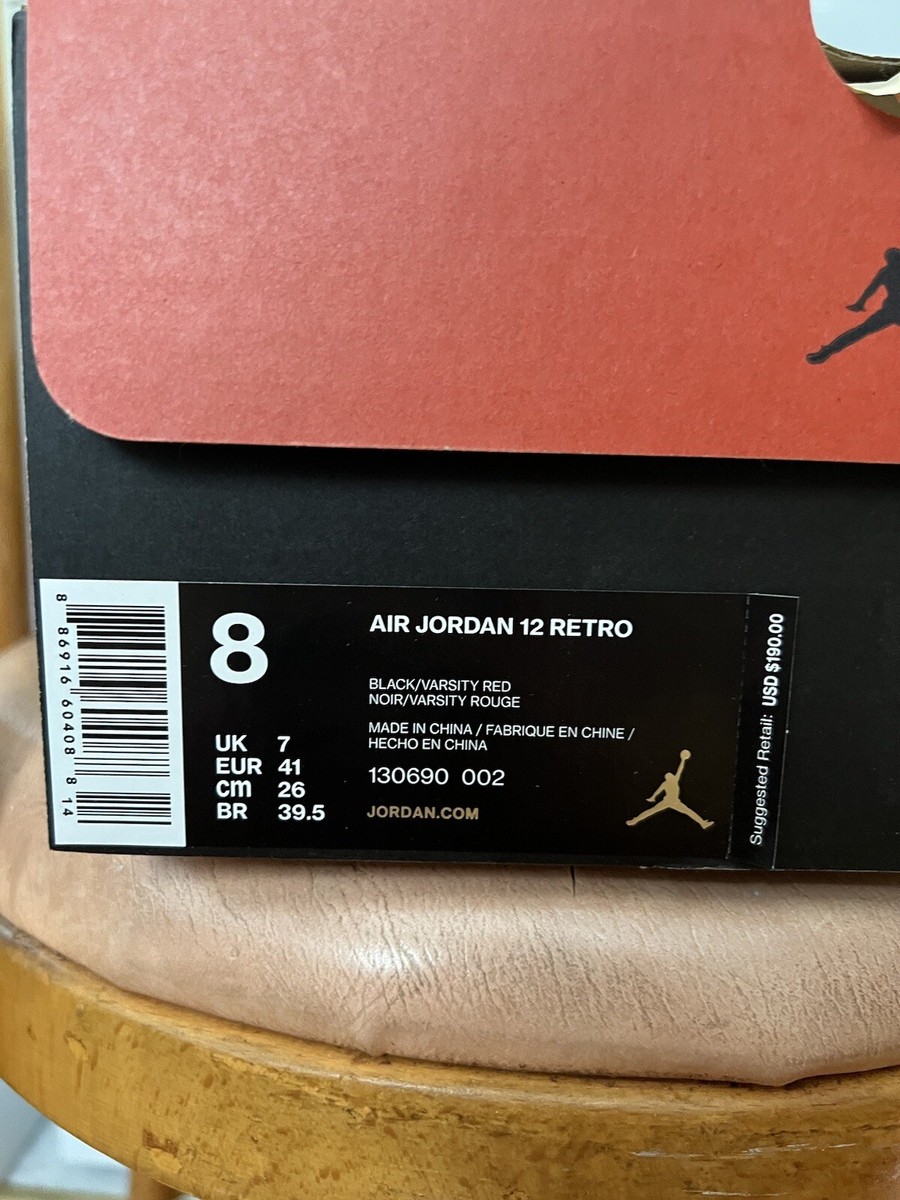 8
AIR JORDAN 12 RETRO
BLACK/VARSITY RED
NOIR/VARSITY ROUGE
MADE IN CHINA / FABRIQUE EN CHINE /
HECHO EN CHINA
130690 002
JORDAN.COM
UK 7
EUR 41
cm 26
BR 39.5
8 86916 60408 8 14
Suggested Retail: USD $190.00